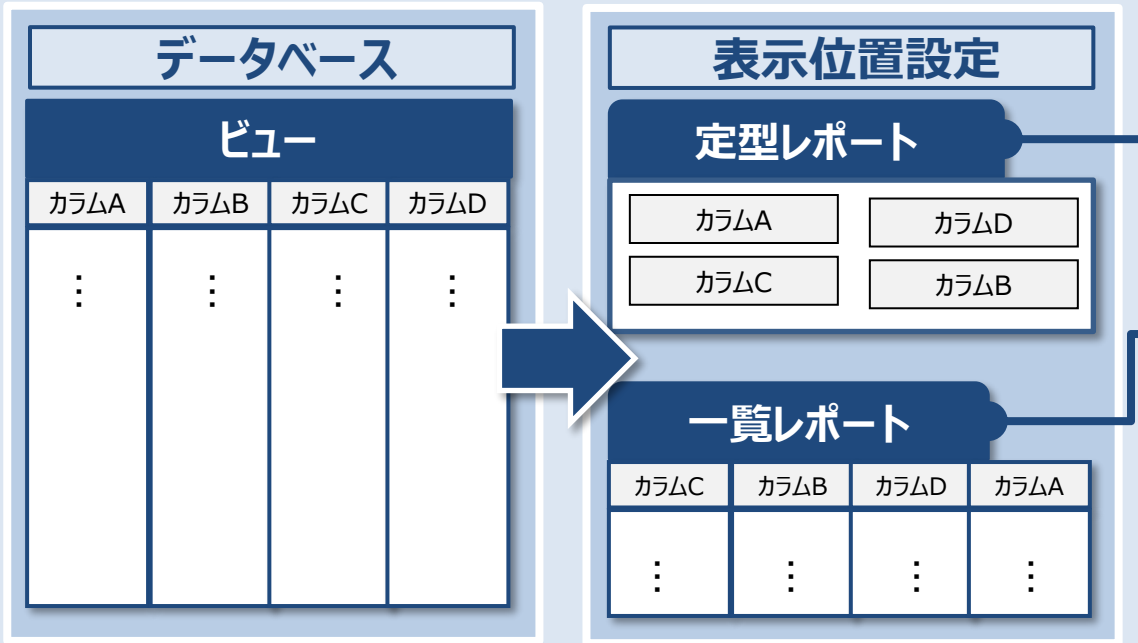 データベース
ビュー
カラムA カラムB カラムC カラムD
⋮ ⋮ ⋮ ⋮
表示位置設定
定型レポート
カラムA カラムD
カラムC カラムB
一覧レポート
カラムC カラムB カラムD カラムA
⋮ ⋮ ⋮ ⋮